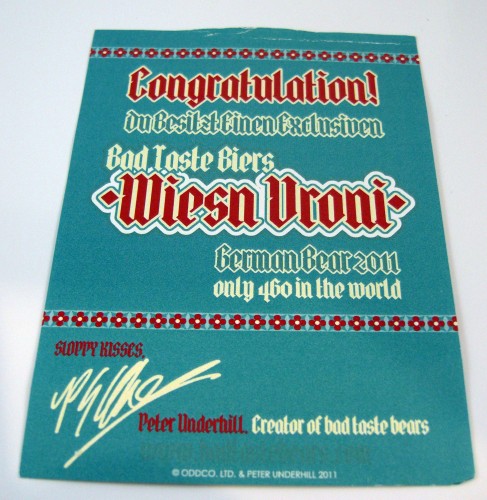 Congratulation!
du Besitzt Einen Exclusiven
Bad Taste Biers
Wiesn Vroni
German Bear 2011
only 460 in the world
SLOPPY KISSES,
Peter Underhill. Creator of bad taste bears
© ODDCO. LTD. & PETER UNDERHILL 2011